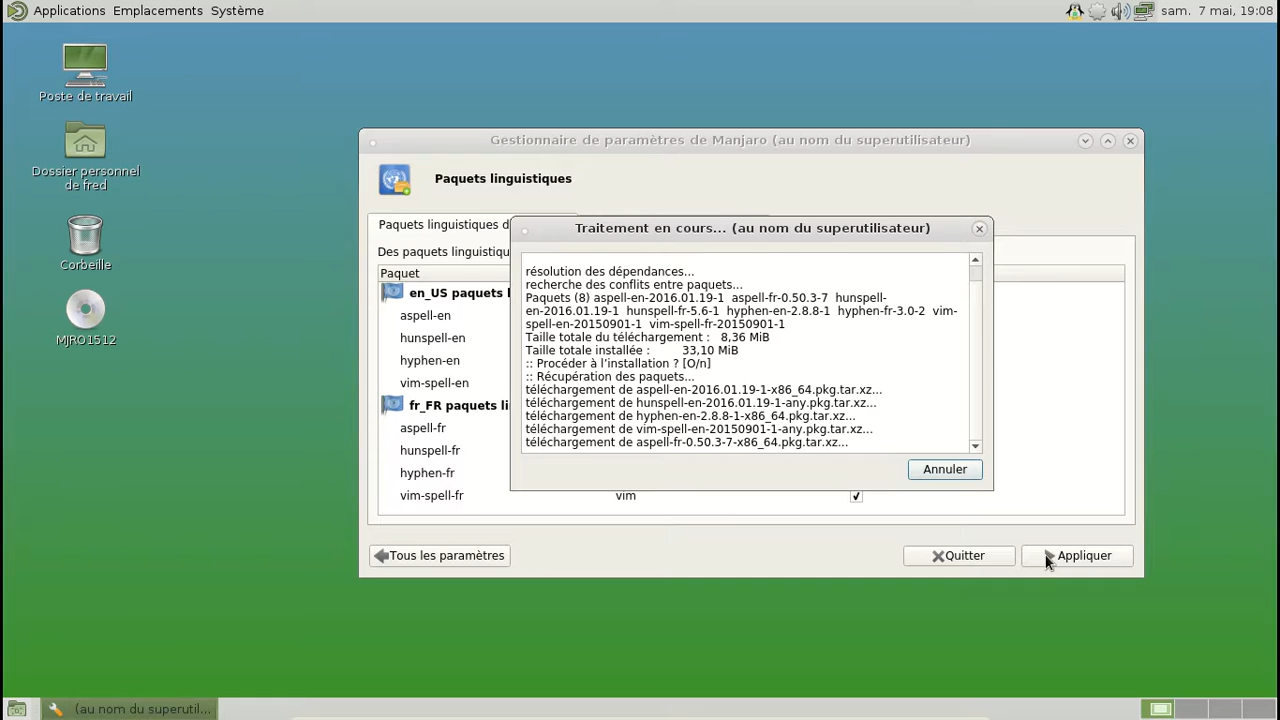 Applications Emplacements Système
sam. 7 mai, 19:08
Poste de travail
Dossier personnel
de fred
Corbeille
MJRO1512
Gestionnaire de paramètres de Manjaro (au nom du superutilisateur)
Paquets linguistiques
Paquets linguistiques d
Des paquets linguistiqu
Paquet
en_US paquets l
aspell-en
hunspell-en
hyphen-en
vim-spell-en
fr_FR paquets li
aspell-fr
hunspell-fr
hyphen-fr
vim-spell-fr vim
Traitement en cours... (au nom du superutilisateur)
résolution des dépendances...
recherche des conflits entre paquets...
Paquets (8) aspell-en-2016.01.19-1 aspell-fr-0.50.3-7 hunspell-
en-2016.01.19-1 hunspell-fr-5.6-1 hyphen-en-2.8.8-1 hyphen-fr-3.0-2 vim-
spell-en-20150901-1 vim-spell-fr-20150901-1
Taille totale du téléchargement : 8,36 MiB
Taille totale installée : 33,10 MiB
:: Procéder à l’installation ? [O/n]
:: Récupération des paquets...
téléchargement de aspell-en-2016.01.19-1-x86_64.pkg.tar.xz...
téléchargement de hunspell-en-2016.01.19-1-any.pkg.tar.xz...
téléchargement de hyphen-en-2.8.8-1-x86_64.pkg.tar.xz...
téléchargement de vim-spell-en-20150901-1-any.pkg.tar.xz...
téléchargement de aspell-fr-0.50.3-7-x86_64.pkg.tar.xz...
Annuler
Tous les paramètres
Quitter
Appliquer
(au nom du superutil...